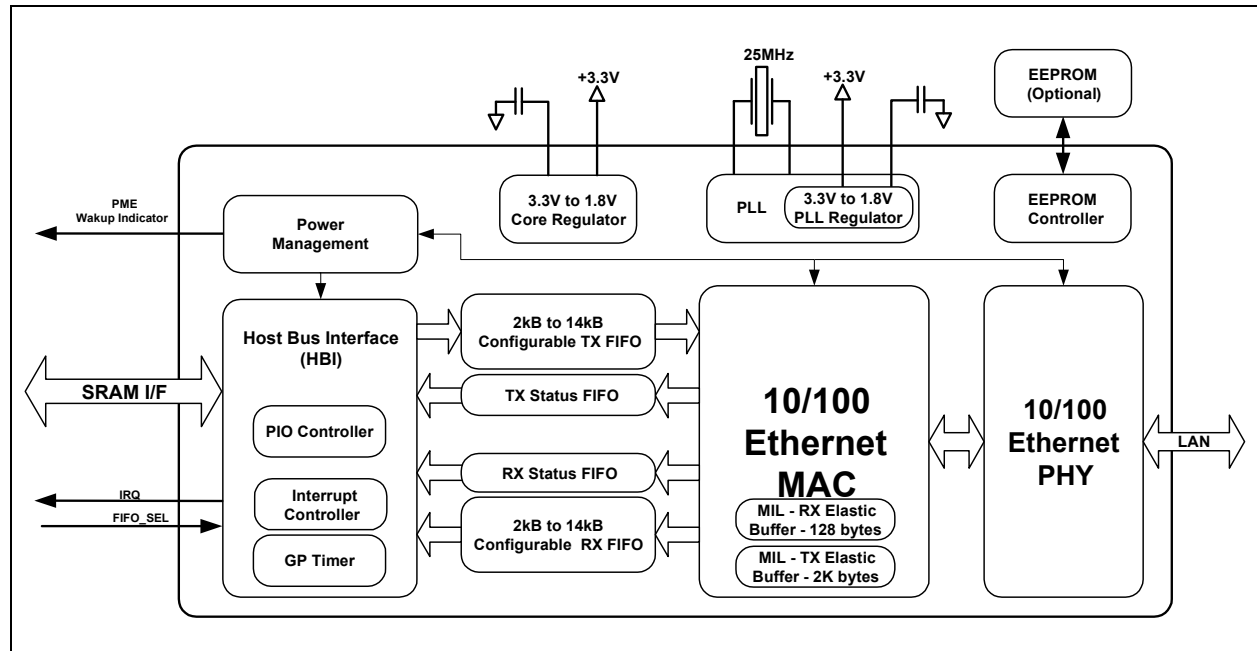 25MHz
+3.3V
+3.3V
EEPROM
(Optional)
PME
Wakup Indicator
Power
Management
3.3V to 1.8V
Core Regulator
PLL
3.3V to 1.8V
PLL Regulator
EEPROM
Controller
Host Bus Interface
(HBI)
2kB to 14kB
Configurable TX FIFO
SRAM I/F
TX Status FIFO
PIO Controller
RX Status FIFO
IRQ
FIFO_SEL
Interrupt
Controller
2kB to 14kB
Configurable RX FIFO
GP Timer
10/100
Ethernet
MAC
MIL - RX Elastic
Buffer - 128 bytes
MIL - TX Elastic
Buffer - 2K bytes
10/100
Ethernet
PHY
LAN